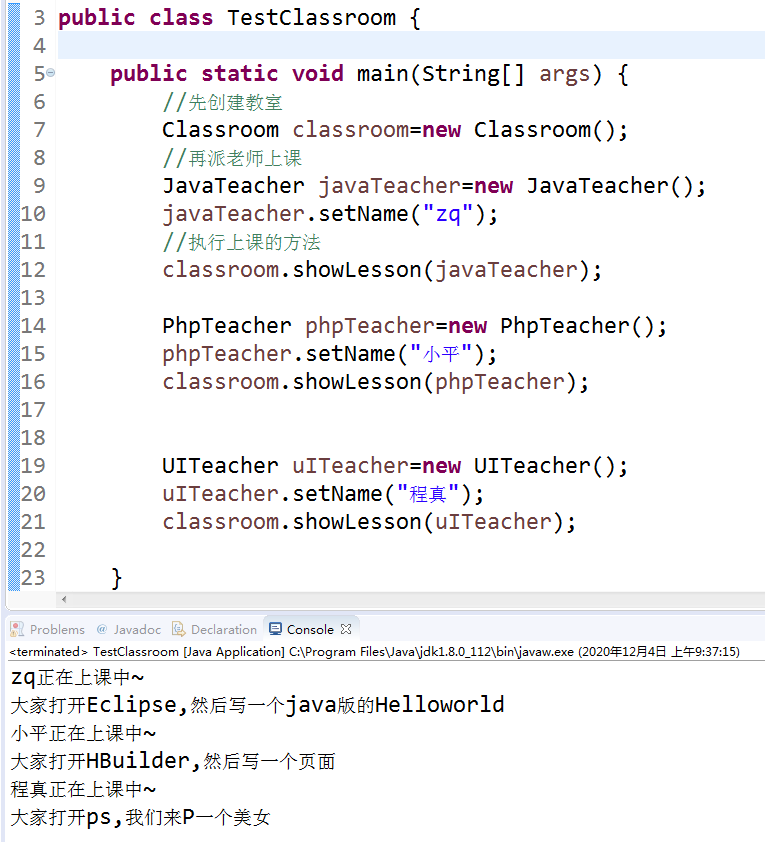 3 public class TestClassroom {
4
5 public static void main(String[] args) {
6 //先创建教室
7 Classroom classroom=new Classroom();
8 //再派老师上课
9 JavaTeacher javaTeacher=new JavaTeacher();
10 javaTeacher.setName("zq");
11 //执行上课的方法
12 classroom.showLesson(javaTeacher);
13
14 PhpTeacher phpTeacher=new PhpTeacher();
15 phpTeacher.setName("小平");
16 classroom.showLesson(phpTeacher);
17
18
19 UITeacher uITeacher=new UITeacher();
20 uITeacher.setName("程真");
21 classroom.showLesson(uITeacher);
22
23 }
Problems @ Javadoc Declaration Console
<terminated> TestClassroom [Java Application] C:\Program Files\Java\jdk1.8.0_112\bin\javaw.exe (2020年12月4日 上午9:37:15)
zq正在上课中~
大家打开Eclipse,然后写一个java版的Helloworld
小平正在上课中~
大家打开HBuilder,然后写一个页面
程真正在上课中~
大家打开ps,我们来P一个美女